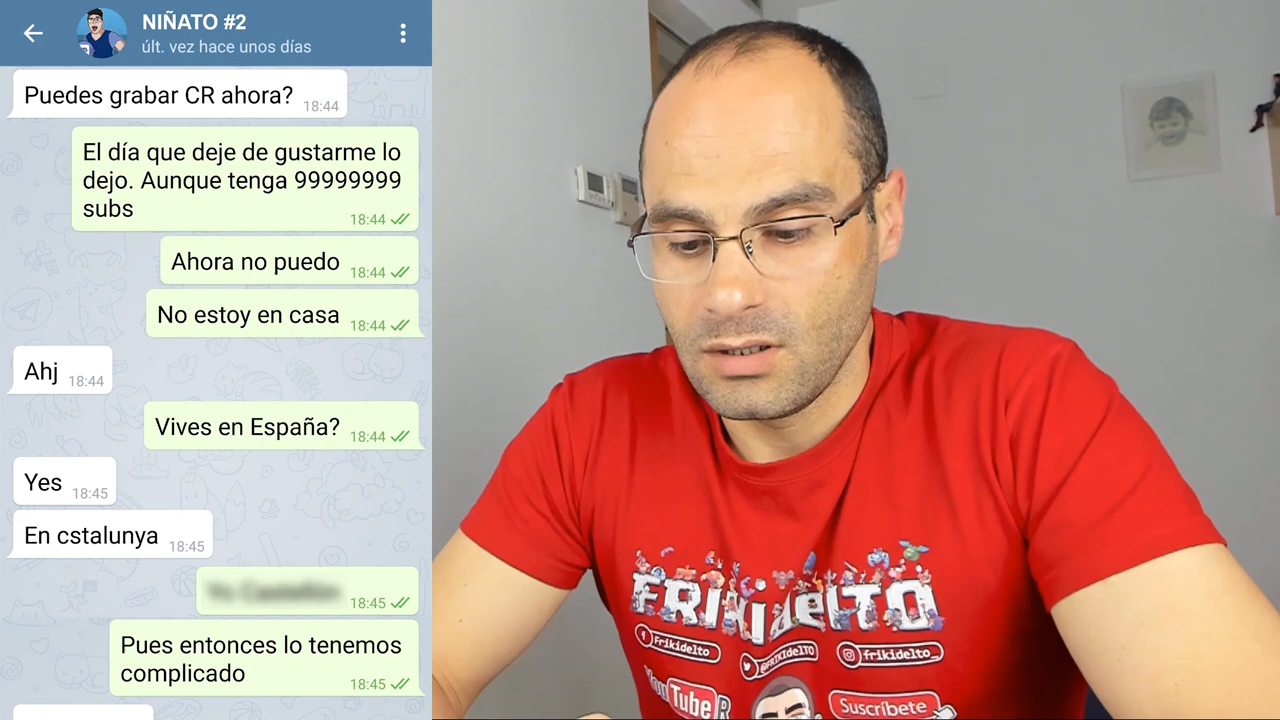 NIÑATO #2
últ. vez hace unos días
Puedes grabar CR ahora? 18:44
El día que deje de gustarme lo
dejo. Aunque tenga 99999999
subs 18:44
Ahora no puedo 18:44
No estoy en casa 18:44
Ahj 18:44
Vives en España? 18:44
Yes 18:45
En cstalunya 18:45
18:45
Pues entonces lo tenemos
complicado 18:45
FRIKIdelTO
Frikidelto
@FRIKIdelTO
frikidelto_
YouTubeR
Suscríbete